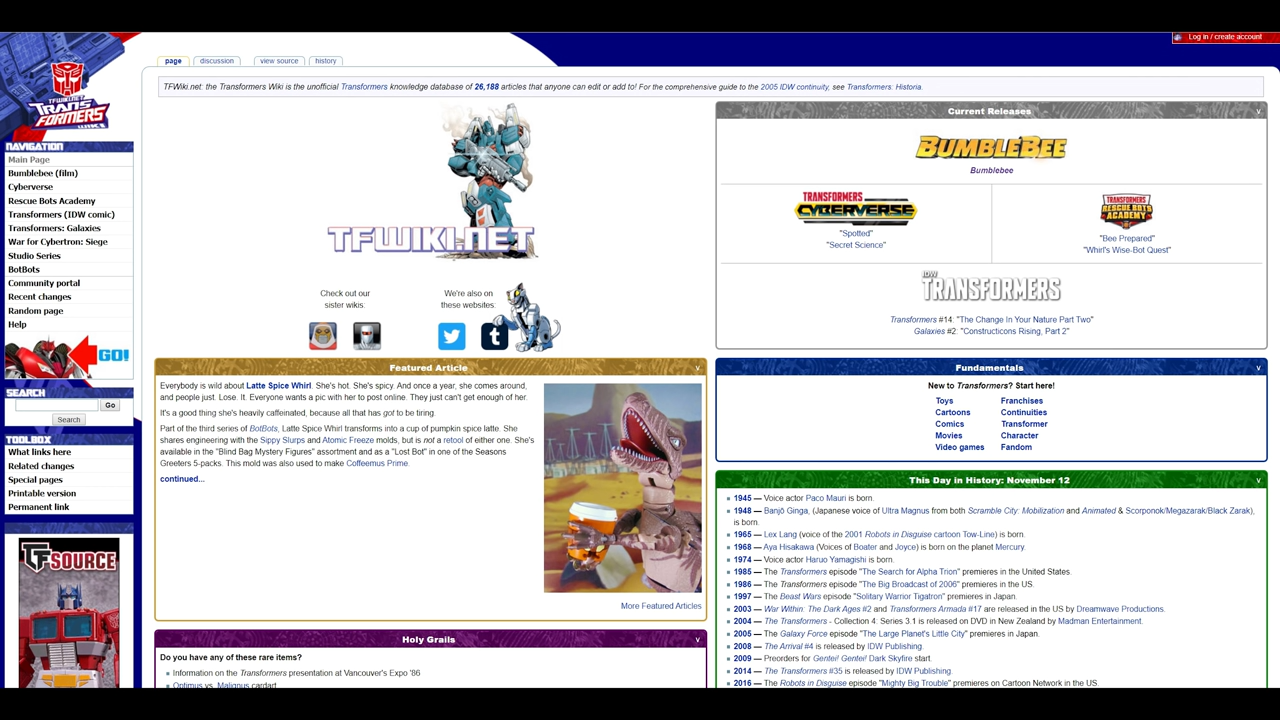 Log in / create account
page
discussion
view source
history
TFWIKI.NET
TRANSFORMERS
WIKI
TFWiki.net: the Transformers Wiki is the unofficial Transformers knowledge database of 26,188 articles that anyone can edit or add to! For the comprehensive guide to the 2005 IDW continuity, see Transformers: Historia.
NAVIGATION
Main Page
Bumblebee (film)
Cyberverse
Rescue Bots Academy
Transformers (IDW comic)
Transformers: Galaxies
War for Cybertron: Siege
Studio Series
BotBots
Community portal
Recent changes
Random page
Help
GO!
SEARCH
Go
Search
TOOLBOX
What links here
Related changes
Special pages
Printable version
Permanent link
TFSOURCE
TFWIKI.NET
Check out our
sister wikis:
We're also on
these websites:
Featured Article
Everybody is wild about Latte Spice Whirl. She's hot. She's spicy. And once a year, she comes around,
and people just. Lose. It. Everyone wants a pic with her to post online. They just can't get enough of her.
It's a good thing she's heavily caffeinated, because all that has got to be tiring.
Part of the third series of BotBots, Latte Spice Whirl transforms into a cup of pumpkin spice latte. She
shares engineering with the Sippy Slurps and Atomic Freeze molds, but is not a retool of either one. She's
available in the "Blind Bag Mystery Figures" assortment and as a "Lost Bot" in one of the Seasons
Greeters 5-packs. This mold was also used to make Coffeemus Prime.
continued...
More Featured Articles
Holy Grails
Do you have any of these rare items?
Information on the Transformers presentation at Vancouver's Expo '86
Optimus vs. Malignus cardart
Current Releases
BUMBLEBEE
Bumblebee
TRANSFORMERS
CYBERVERSE
"Spotted"
"Secret Science"
TRANSFORMERS
RESCUE BOTS
ACADEMY
"Bee Prepared"
"Whirl's Wise-Bot Quest"
IDW
TRANSFORMERS
Transformers #14: "The Change In Your Nature Part Two"
Galaxies #2: "Constructicons Rising, Part 2"
Fundamentals
New to Transformers? Start here!
Toys Franchises
Cartoons Continuities
Comics Transformer
Movies Character
Video games Fandom
This Day in History: November 12
1945 — Voice actor Paco Mauri is born.
1948 — Banjō Ginga, (Japanese voice of Ultra Magnus from both Scramble City: Mobilization and Animated & Scorponok/Megazarak/Black Zarak),
is born.
1965 — Lex Lang (voice of the 2001 Robots in Disguise cartoon Tow-Line) is born.
1968 — Aya Hisakawa (Voices of Boater and Joyce) is born on the planet Mercury.
1974 — Voice actor Haruo Yamagishi is born.
1985 — The Transformers episode "The Search for Alpha Trion" premieres in the United States.
1986 — The Transformers episode "The Big Broadcast of 2006" premieres in the US.
1997 — The Beast Wars episode "Solitary Warrior Tigatron" premieres in Japan.
2003 — War Within: The Dark Ages #2 and Transformers Armada #17 are released in the US by Dreamwave Productions.
2004 — The Transformers - Collection 4: Series 3.1 is released on DVD in New Zealand by Madman Entertainment.
2005 — The Galaxy Force episode "The Large Planet's Little City" premieres in Japan.
2008 — The Arrival #4 is released by IDW Publishing.
2009 — Preorders for Gentei! Gentei! Dark Skyfire start.
2014 — The Transformers #35 is released by IDW Publishing.
2016 — The Robots in Disguise episode "Mighty Big Trouble" premieres on Cartoon Network in the US.